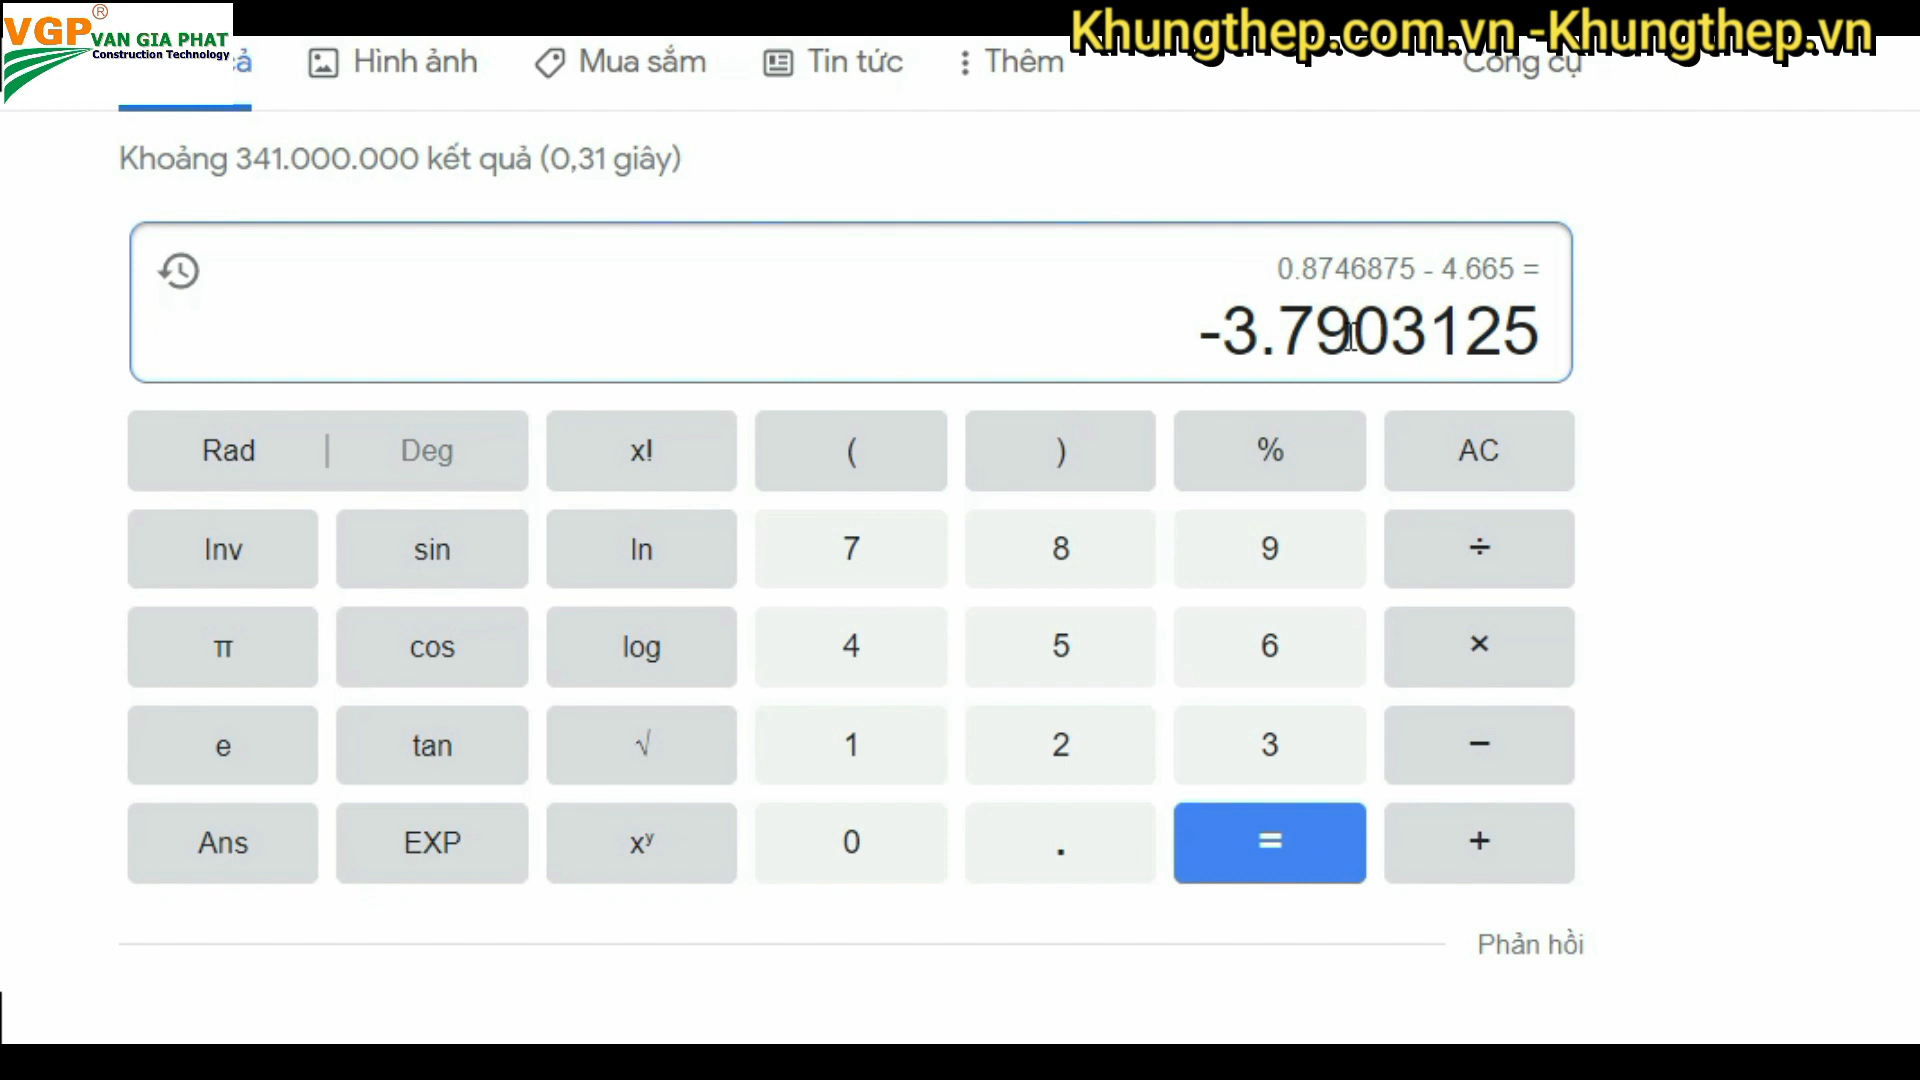 VGP®
VAN GIA PHAT
Construction Technology
Khungthep.com.vn -Khungthep.vn
ả
Hình ảnh
Mua sắm
Tin tức
Thêm
Công cụ
Khoảng 341.000.000 kết quả (0,31 giây)
0.8746875 - 4.665 =
-3.7903125
Rad | Deg x! ( ) % AC
Inv sin ln 7 8 9 ÷
π cos log 4 5 6 ×
e tan √ 1 2 3 −
Ans EXP xʸ 0 . = +
Phản hồi